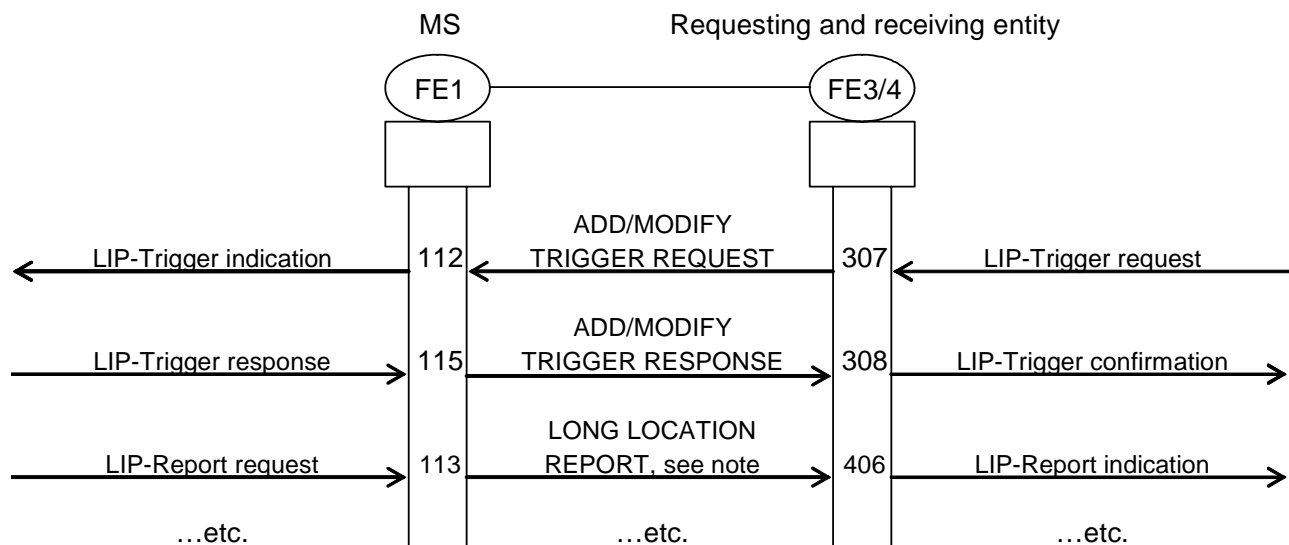 MS
Requesting and receiving entity
FE1
FE3/4
LIP-Trigger indication
112
ADD/MODIFY
TRIGGER REQUEST
307
LIP-Trigger request
LIP-Trigger response
115
ADD/MODIFY
TRIGGER RESPONSE
308
LIP-Trigger confirmation
LIP-Report request
113
LONG LOCATION
REPORT, see note
406
LIP-Report indication
...etc.
...etc.
...etc.